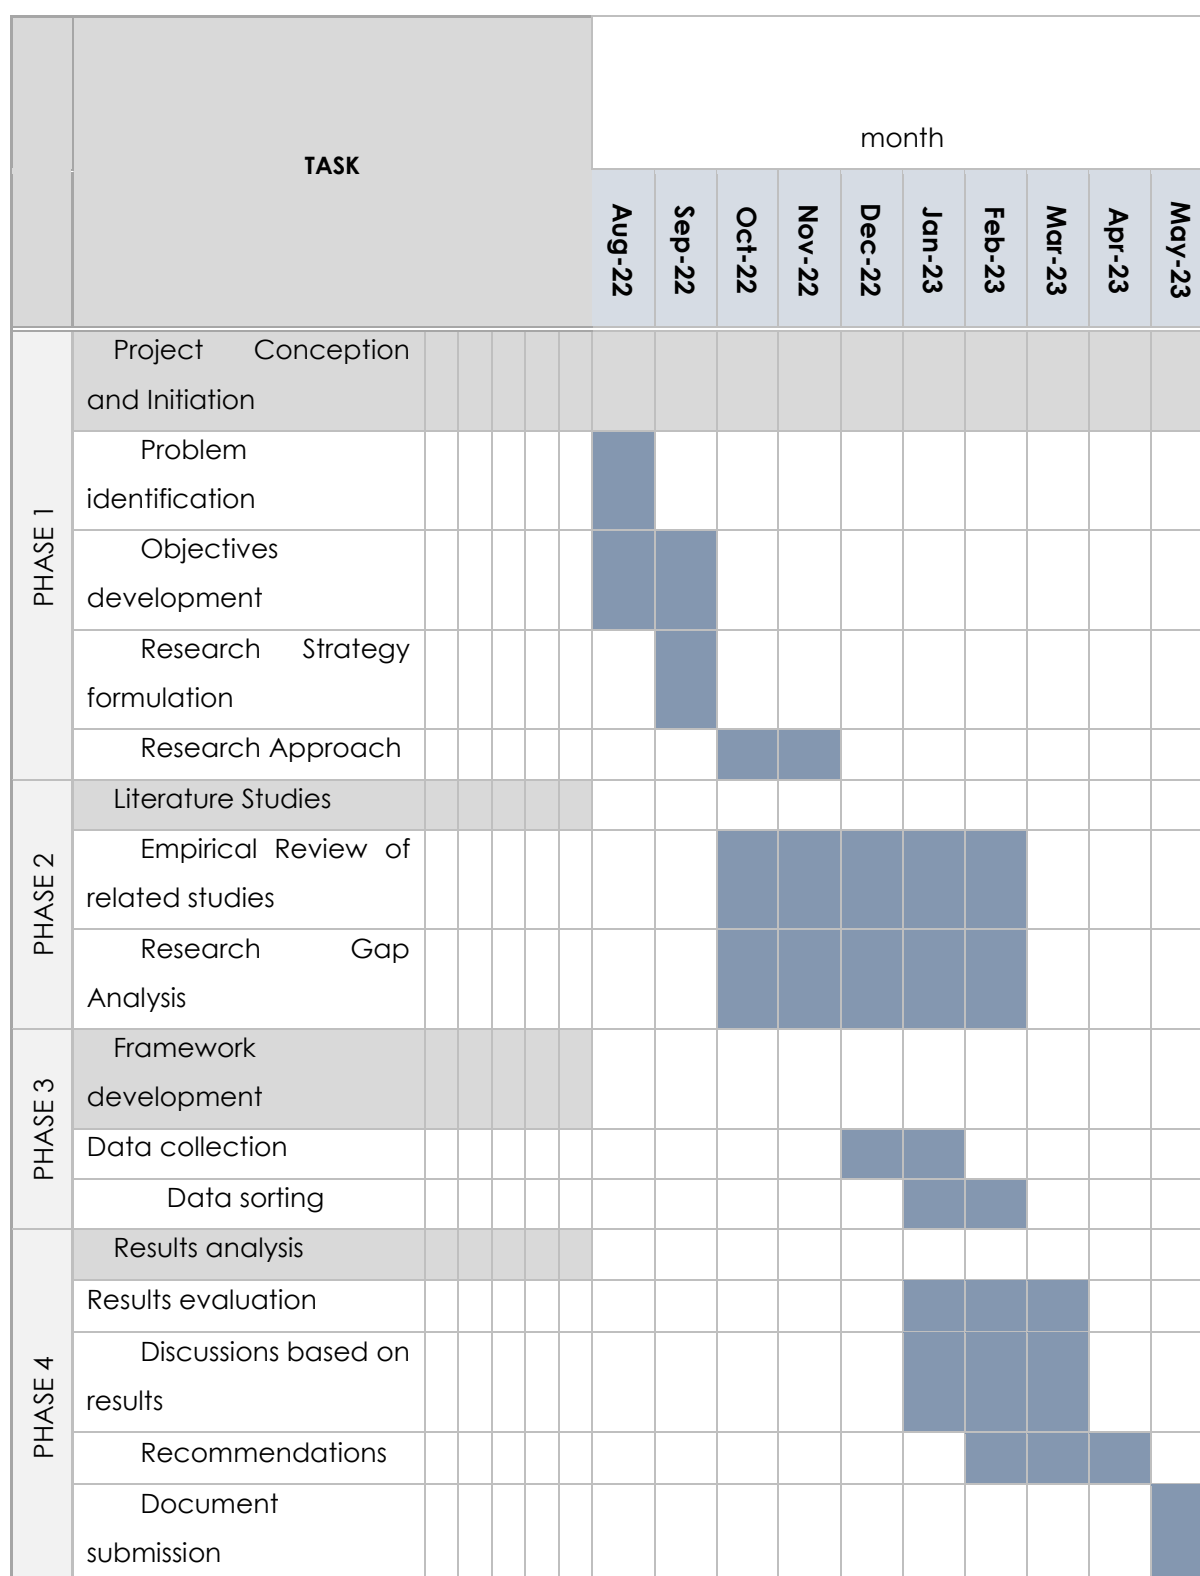 month
TASK
Aug-22
Sep-22
Oct-22
Nov-22
Dec-22
Jan-23
Feb-23
Mar-23
Apr-23
May-23
PHASE 1
Project Conception
and Initiation
Problem
identification
Objectives
development
Research Strategy
formulation
Research Approach
PHASE 2
Literature Studies
Empirical Review of
related studies
Research Gap
Analysis
PHASE 3
Framework
development
Data collection
Data sorting
PHASE 4
Results analysis
Results evaluation
Discussions based on
results
Recommendations
Document
submission